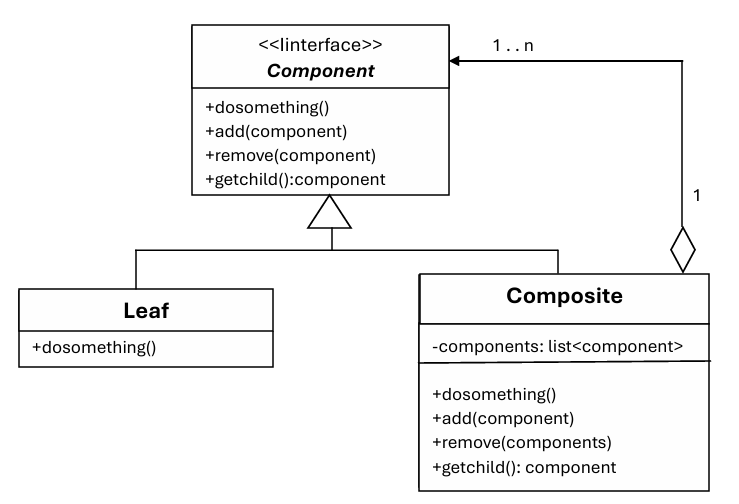 <<Iinterface>>
Component
1 . . n
+dosomething()
+add(component)
+remove(component)
+getchild():component
1
Leaf
+dosomething()
Composite
-components: list<component>
+dosomething()
+add(component)
+remove(components)
+getchild(): component